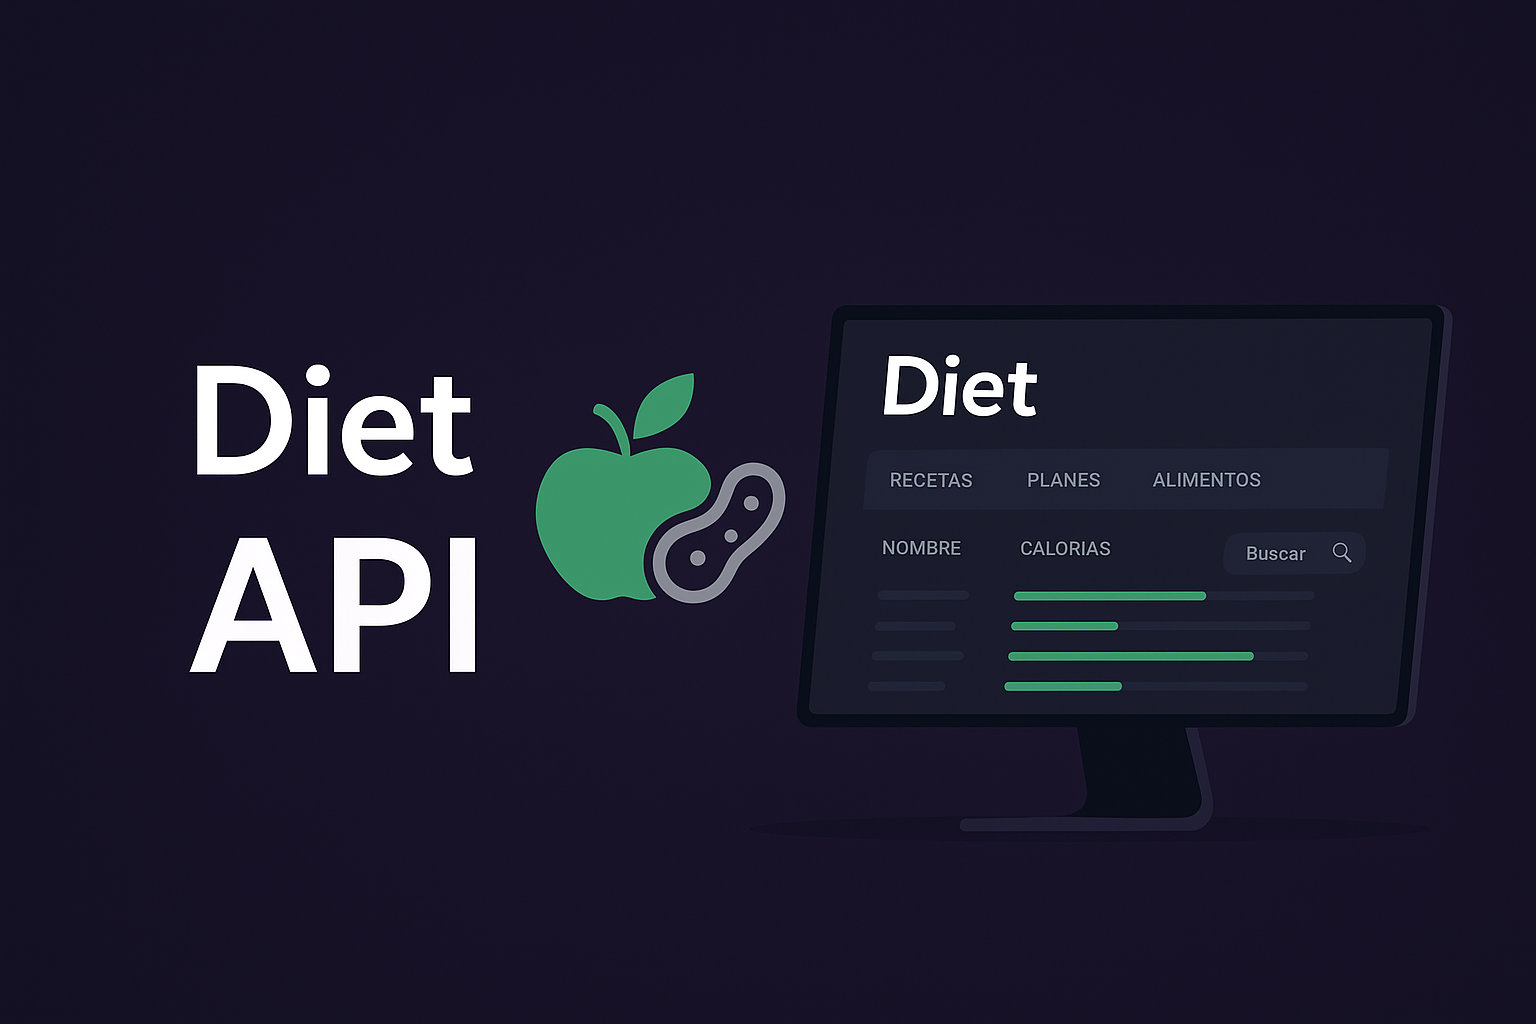 Diet
API
Diet
RECETAS PLANES ALIMENTOS
NOMBRE CALORIAS Buscar